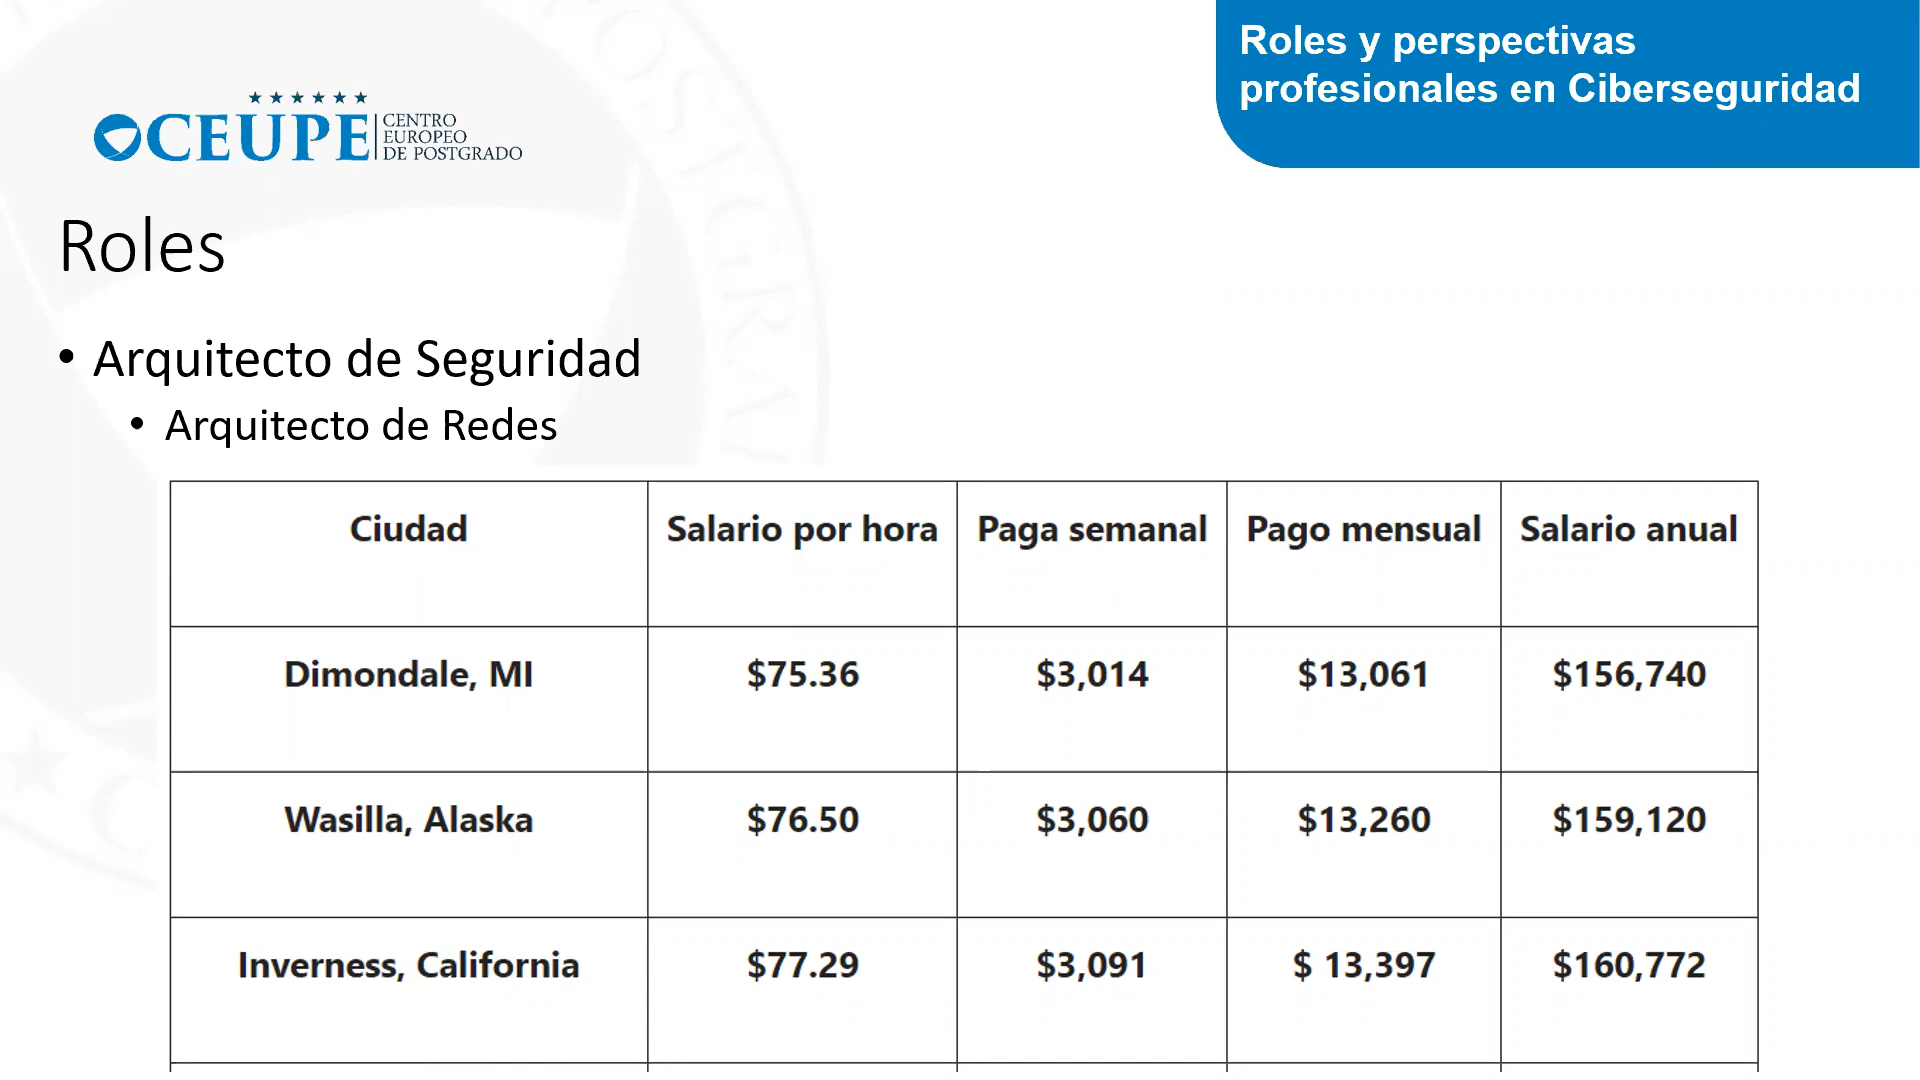 Roles y perspectivas
profesionales en Ciberseguridad
CEUPE
CENTRO
EUROPEO
DE POSTGRADO
Roles
• Arquitecto de Seguridad
• Arquitecto de Redes
Ciudad Salario por hora Paga semanal Pago mensual Salario anual
Dimondale, MI $75.36 $3,014 $13,061 $156,740
Wasilla, Alaska $76.50 $3,060 $13,260 $159,120
Inverness, California $77.29 $3,091 $ 13,397 $160,772